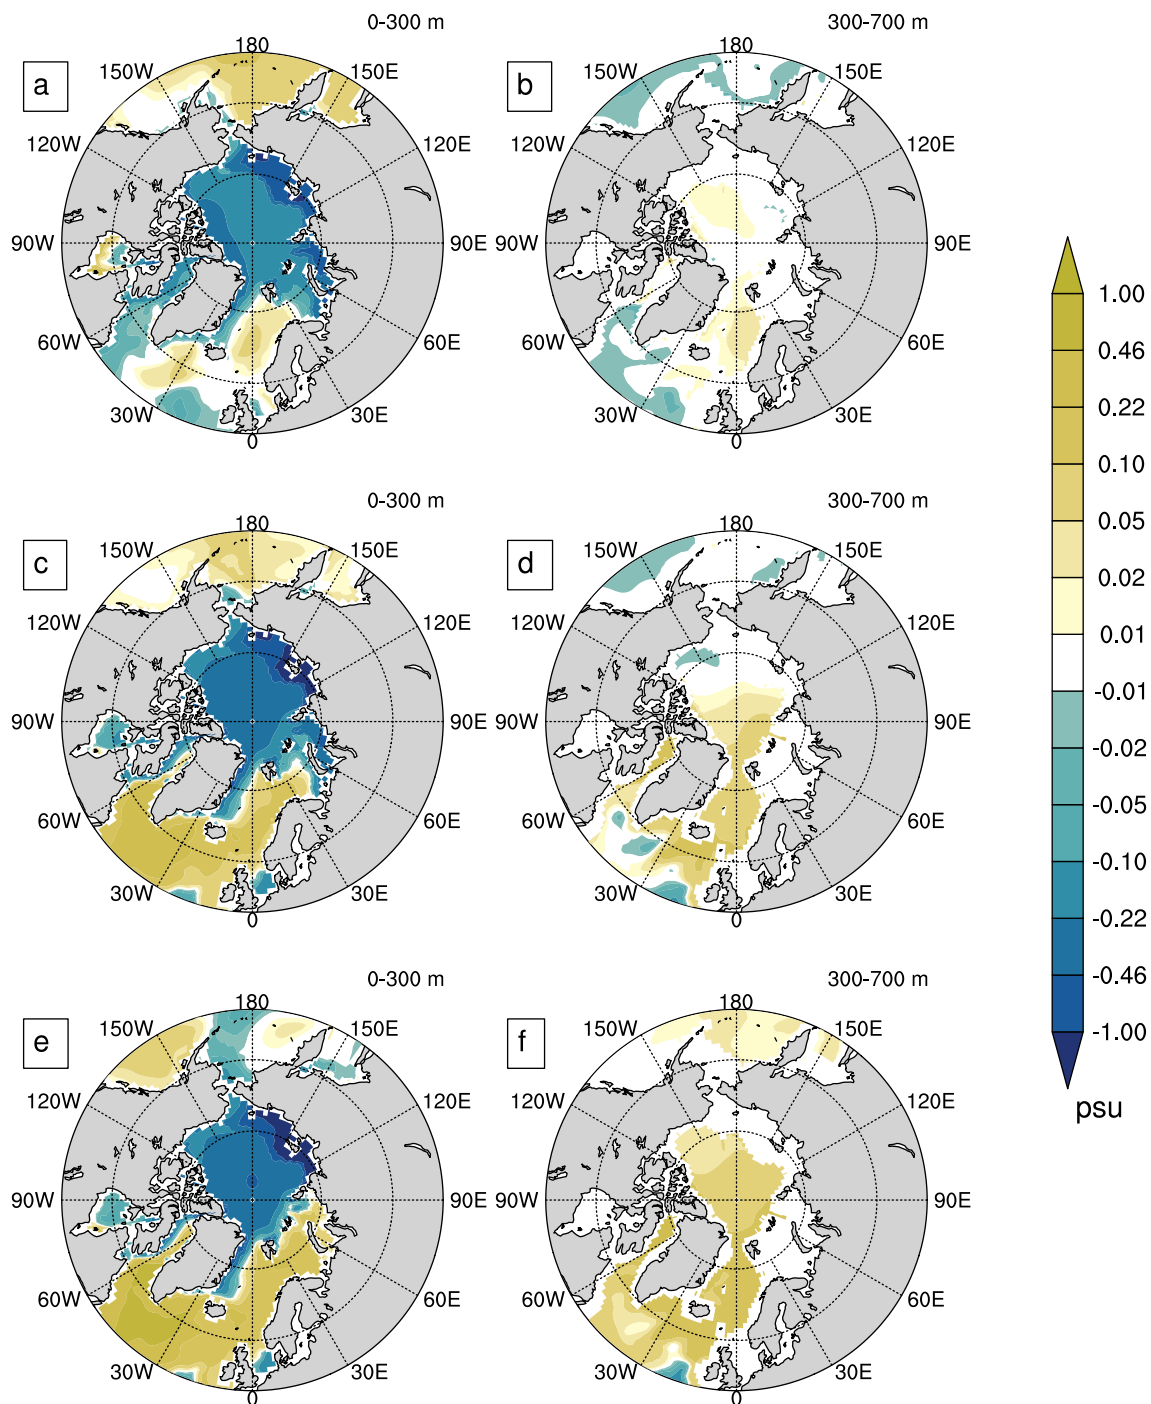 0-300 m
300-700 m
a
180
150W
150E
120W
120E
90W
90E
60W
60E
30W
30E
0
b
180
150W
150E
120W
120E
90W
90E
60W
60E
30W
30E
0
0-300 m
300-700 m
c
180
150W
150E
120W
120E
90W
90E
60W
60E
30W
30E
0
d
180
150W
150E
120W
120E
90W
90E
60W
60E
30W
30E
0
0-300 m
300-700 m
e
180
150W
150E
120W
120E
90W
90E
60W
60E
30W
30E
0
f
180
150W
150E
120W
120E
90W
90E
60W
60E
30W
30E
0
1.00
0.46
0.22
0.10
0.05
0.02
0.01
-0.01
-0.02
-0.05
-0.10
-0.22
-0.46
-1.00
psu